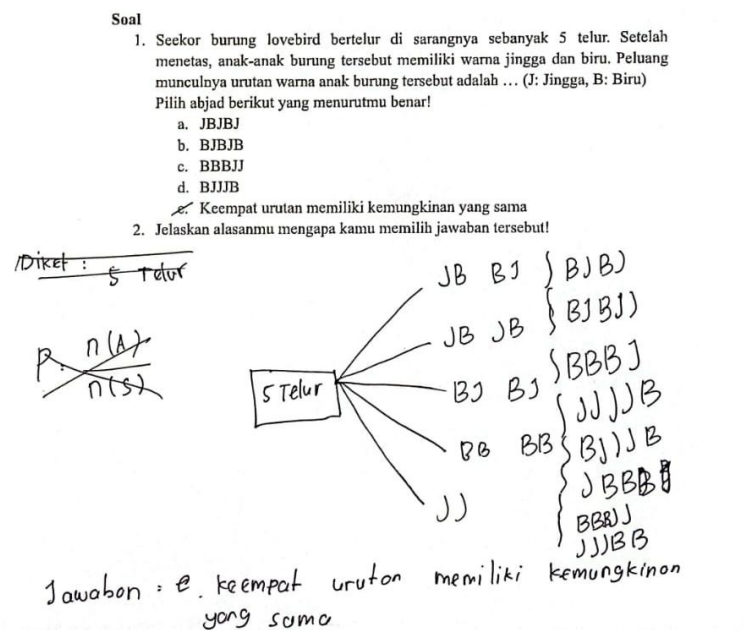 Soal
1. Seekor burung lovebird bertelur di sarangnya sebanyak 5 telur. Setelah
menetas, anak-anak burung tersebut memiliki warna jingga dan biru. Peluang
munculnya urutan warna anak burung tersebut adalah … (J: Jingga, B: Biru)
Pilih abjad berikut yang menurutmu benar!
a. JBJBJ
b. BJBJB
c. BBBJJ
d. BJJJB
e. Keempat urutan memiliki kemungkinan yang sama
2. Jelaskan alasanmu mengapa kamu memilih jawaban tersebut!
Diket :
5 Telur
P. n(A)
n(S)
5 Telur
JB BJ
JB JB
BJ BJ
BB BB
JJ
BJBJ
BJBJJ
BBBJ
JJJJB
BJJJB
JBBB
BBBJJ
JJJBB
Jawaban : e. keempat urutan memiliki kemungkinan
yang sama